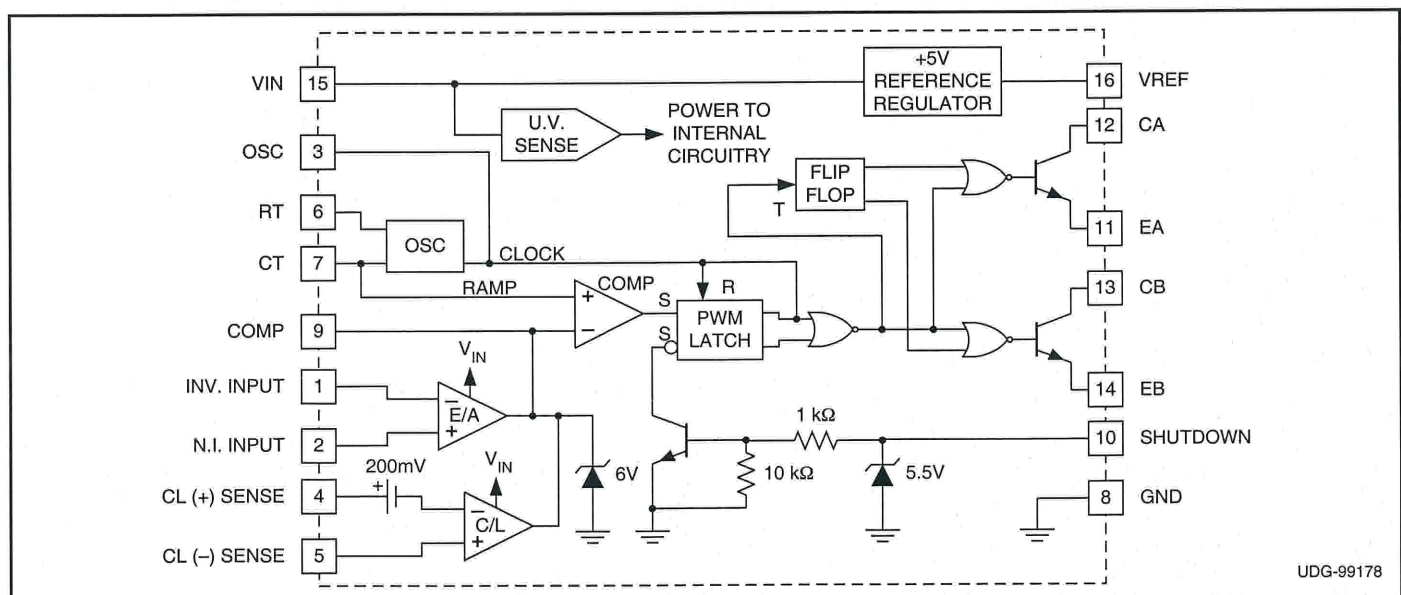 VIN 15
+5V
REFERENCE
REGULATOR
16 VREF
U.V.
SENSE
POWER TO
INTERNAL
CIRCUITRY
12 CA
OSC 3
FLIP
FLOP
T
RT 6
11 EA
OSC
CLOCK
CT 7
RAMP
COMP
+
−
S
R
13 CB
COMP 9
S
PWM
LATCH
VIN
INV. INPUT 1
−
E/A
+
14 EB
N.I. INPUT 2
1 kΩ
10 SHUTDOWN
200mV
+
VIN
6V
10 kΩ
5.5V
CL (+) SENSE 4
−
C/L
+
8 GND
CL (–) SENSE 5
UDG-99178